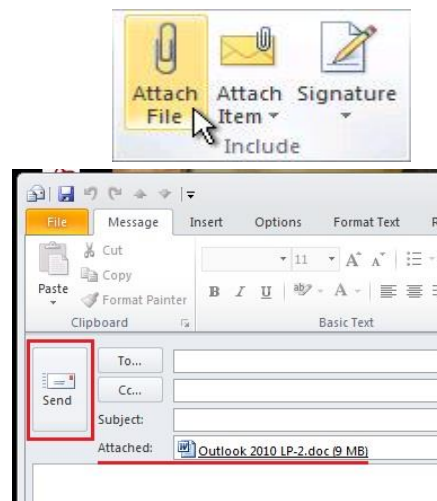 Attach Attach Signature
File Item
Include
File Message Insert Options Format Text
Cut
Copy
Paste Format Painter
11 A A
B I U A
Clipboard Basic Text
To...
Send Cc...
Subject:
Attached: Outlook 2010 LP-2.doc (9 MB)